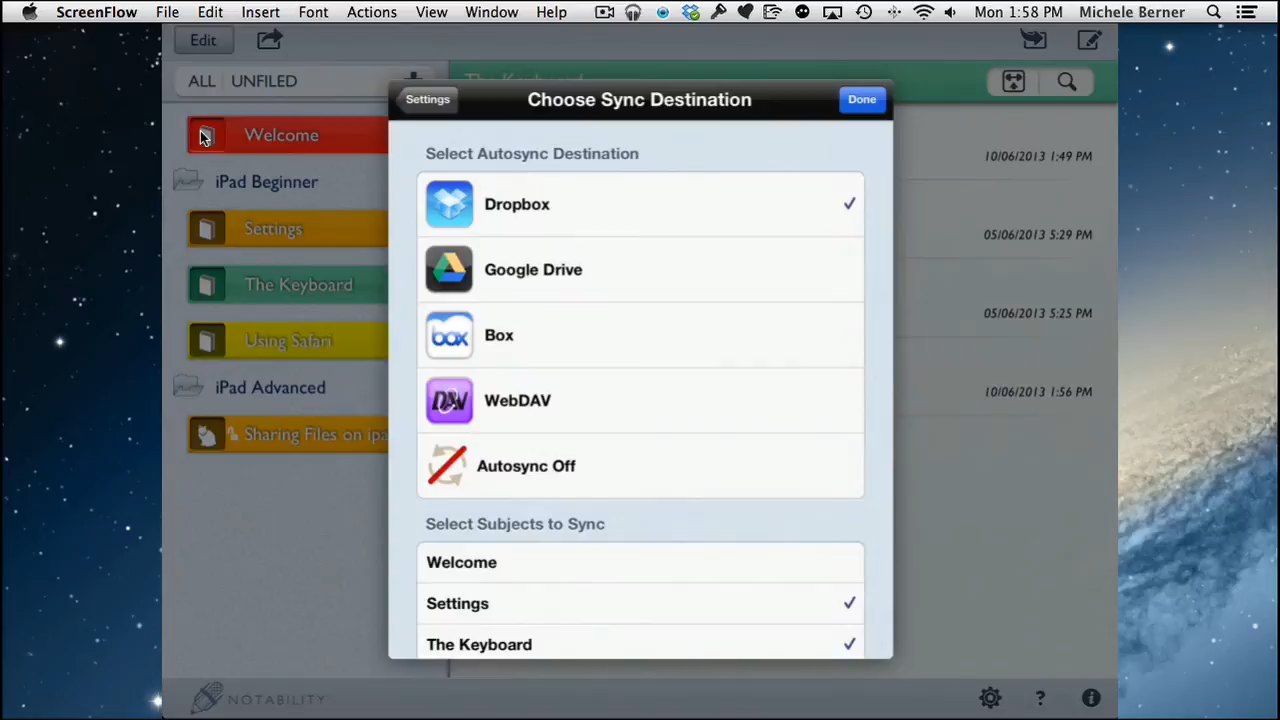 ScreenFlow File Edit Insert Font Actions View Window Help Mon 1:58 PM Michele Berner
Edit
ALL UNFILED
The Keyboard
Settings Choose Sync Destination Done
Welcome
iPad Beginner
Settings
The Keyboard
Using Safari
iPad Advanced
Sharing Files on ipa
Select Autosync Destination
Dropbox
Google Drive
box Box
DAV WebDAV
Autosync Off
Select Subjects to Sync
Welcome
Settings
The Keyboard
10/06/2013 1:49 PM
05/06/2013 5:29 PM
05/06/2013 5:25 PM
10/06/2013 1:56 PM
NOTABILITY
?